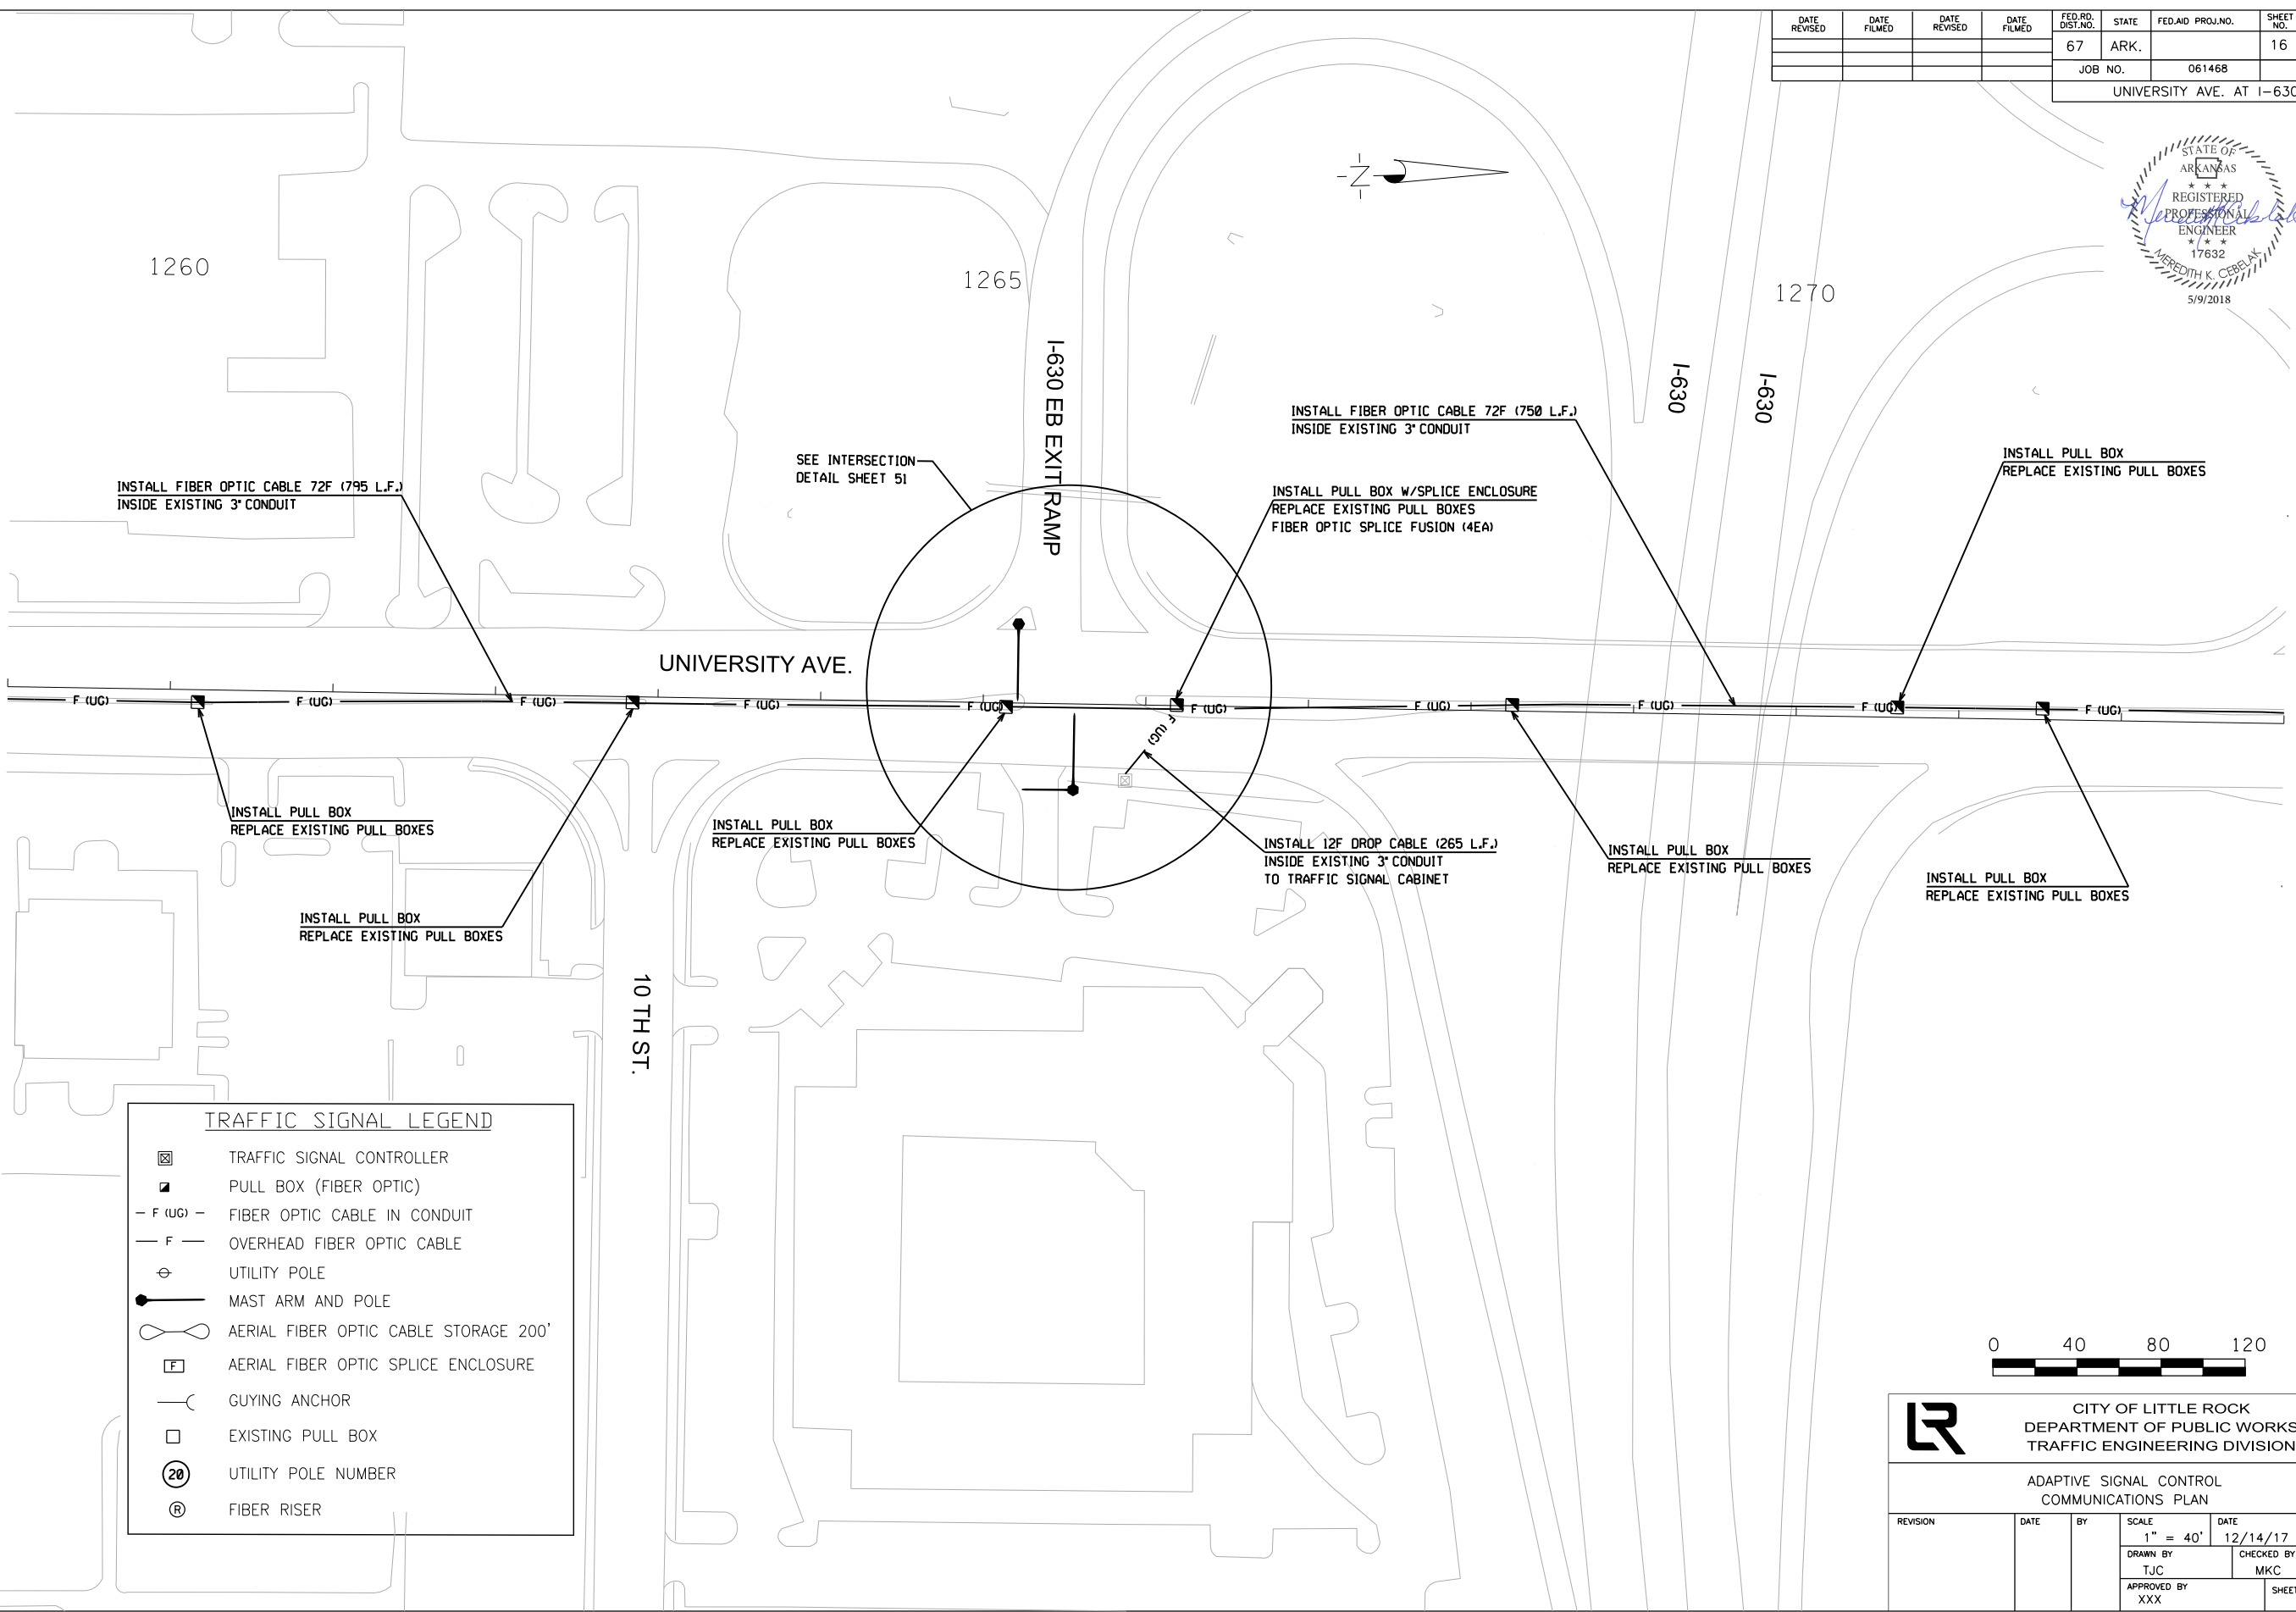 DATE REVISED
DATE FILMED
DATE REVISED
DATE FILMED
FED.RD. DIST.NO.
STATE
FED.AID PROJ.NO.
SHEET NO.
67
ARK.
16
JOB NO.
061468
UNIVERSITY AVE. AT I-630
STATE OF
ARKANSAS
★ ★ ★
REGISTERED
PROFESSIONAL
ENGINEER
★ ★ ★
17632
MEREDITH K. CEBELAK
5/9/2018
-N-
1260
1265
1270
I-630 EB EXIT RAMP
I-630
I-630
INSTALL FIBER OPTIC CABLE 72F (750 L.F.)
INSIDE EXISTING 3" CONDUIT
SEE INTERSECTION
DETAIL SHEET 51
INSTALL PULL BOX
REPLACE EXISTING PULL BOXES
INSTALL FIBER OPTIC CABLE 72F (795 L.F.)
INSIDE EXISTING 3" CONDUIT
INSTALL PULL BOX W/SPLICE ENCLOSURE
REPLACE EXISTING PULL BOXES
FIBER OPTIC SPLICE FUSION (4EA)
UNIVERSITY AVE.
F (UG)
F (UG)
F (UG)
F (UG)
F (UG)
F (UG)
F (UG)
F (UG)
F (UG)
F (UG)
F (UG)
INSTALL PULL BOX
REPLACE EXISTING PULL BOXES
INSTALL PULL BOX
REPLACE EXISTING PULL BOXES
INSTALL 12F DROP CABLE (265 L.F.)
INSIDE EXISTING 3" CONDUIT
TO TRAFFIC SIGNAL CABINET
INSTALL PULL BOX
REPLACE EXISTING PULL BOXES
INSTALL PULL BOX
REPLACE EXISTING PULL BOXES
INSTALL PULL BOX
REPLACE EXISTING PULL BOXES
10 TH ST.
TRAFFIC SIGNAL LEGEND
TRAFFIC SIGNAL CONTROLLER
PULL BOX (FIBER OPTIC)
F (UG) FIBER OPTIC CABLE IN CONDUIT
F OVERHEAD FIBER OPTIC CABLE
UTILITY POLE
MAST ARM AND POLE
AERIAL FIBER OPTIC CABLE STORAGE 200'
F AERIAL FIBER OPTIC SPLICE ENCLOSURE
GUYING ANCHOR
EXISTING PULL BOX
20 UTILITY POLE NUMBER
R FIBER RISER
0 40 80 120
LR
CITY OF LITTLE ROCK
DEPARTMENT OF PUBLIC WORKS
TRAFFIC ENGINEERING DIVISION
ADAPTIVE SIGNAL CONTROL
COMMUNICATIONS PLAN
REVISION
DATE
BY
SCALE
1" = 40'
DATE
12/14/17
DRAWN BY
TJC
CHECKED BY
MKC
APPROVED BY
XXX
SHEET